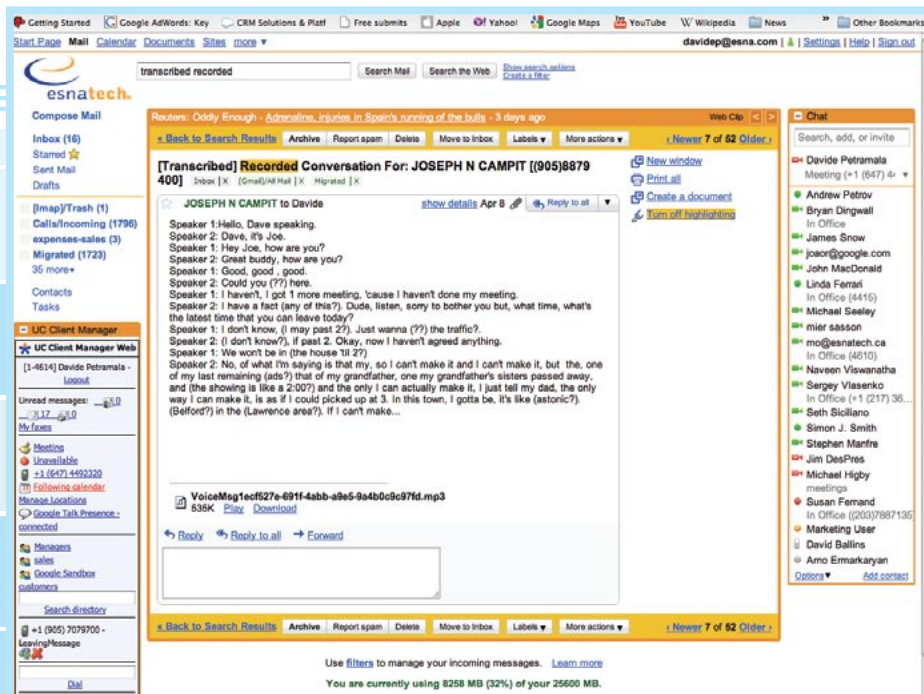 Getting Started Google AdWords: Key CRM Solutions & Platf Free submits Apple Yahoo! Google Maps YouTube Wikipedia News » Other Bookmarks
Start Page Mail Calendar Documents Sites more ▼ davidep@esna.com | Settings | Help | Sign out
esnatech.
transcribed recorded Search Mail Search the Web Show search options
Create a filter
Compose Mail
Inbox (16)
Starred
Sent Mail
Drafts
[Imap]/Trash (1)
Calls/Incoming (1796)
expenses-sales (3)
Migrated (1723)
35 more▼
Contacts
Tasks
UC Client Manager
UC Client Manager Web
[1-4614] Davide Petramala -
Logout
Unread messages: 0
17 0
My faxes
Meeting
Unavailable
+1 (647) 4492320
Following calendar
Manage Locations
Google Talk Presence -
connected
Managers
sales
Google Sandbox
customers
Search directory
+1 (905) 7079700 -
LeavingMessage
Dial
Reuters: Oddly Enough - Adrenaline, injuries in Spain's running of the bulls - 3 days ago Web Clip < >
« Back to Search Results Archive Report spam Delete Move to Inbox Labels ▼ More actions ▼ ‹ Newer 7 of 52 Older ›
[Transcribed] Recorded Conversation For: JOSEPH N CAMPIT [(905)8879
400] Inbox | X [Gmail]/All Mail | X Migrated | X
New window
Print all
Create a document
Turn off highlighting
JOSEPH N CAMPIT to Davide show details Apr 8 Reply to all ▼
Speaker 1:Hello, Dave speaking.
Speaker 2: Dave, it's Joe.
Speaker 1: Hey Joe, how are you?
Speaker 2: Great buddy, how are you?
Speaker 1: Good, good , good.
Speaker 2: Could you (??) here.
Speaker 1: I haven't, I got 1 more meeting, 'cause I haven't done my meeting.
Speaker 2: I have a fact (any of this?). Dude, listen, sorry to bother you but, what time, what's
the latest time that you can leave today?
Speaker 1: I don't know, (I may past 2?). Just wanna (??) the traffic?.
Speaker 2: (I don't know?), if past 2. Okay, now I haven't agreed anything.
Speaker 1: We won't be in (the house 'til 2?)
Speaker 2: No, of what I'm saying is that my, so I can't make it and I can't make it, but the, one
of my last remaining (ads?) that of my grandfather, one my grandfather's sisters passed away,
and (the showing is like a 2:00?) and the only I can actually make it, I just tell my dad, the only
way I can make it, is as if I could picked up at 3. In this town, I gotta be, it's like (astonic?).
(Belford?) in the (Lawrence area?). If I can't make...
VoiceMsg1ecf527e-691f-4abb-a9e5-9a4b0c9c97fd.mp3
536K Play Download
Reply Reply to all Forward
« Back to Search Results Archive Report spam Delete Move to Inbox Labels ▼ More actions ▼ ‹ Newer 7 of 52 Older ›
Use filters to manage your incoming messages. Learn more
You are currently using 8258 MB (32%) of your 25600 MB.
Chat
Search, add, or invite
Davide Petramala
Meeting (+1 (647) 4 ▼
Andrew Petrov
Bryan Dingwall
In Office
James Snow
joaor@google.com
John MacDonald
Linda Ferrari
In Office (4415)
Michael Seeley
mier sasson
mo@esnatech.ca
In Office (4610)
Naveen Viswanatha
Sergey Vlasenko
In Office (+1 (217) 36...
Seth Siciliano
Simon J. Smith
Stephen Manfre
Jim DesPres
Michael Higby
meetings
Susan Fernand
In Office ((203)7887135
Marketing User
David Ballins
Arno Ermarkaryan
Options▼ Add contact